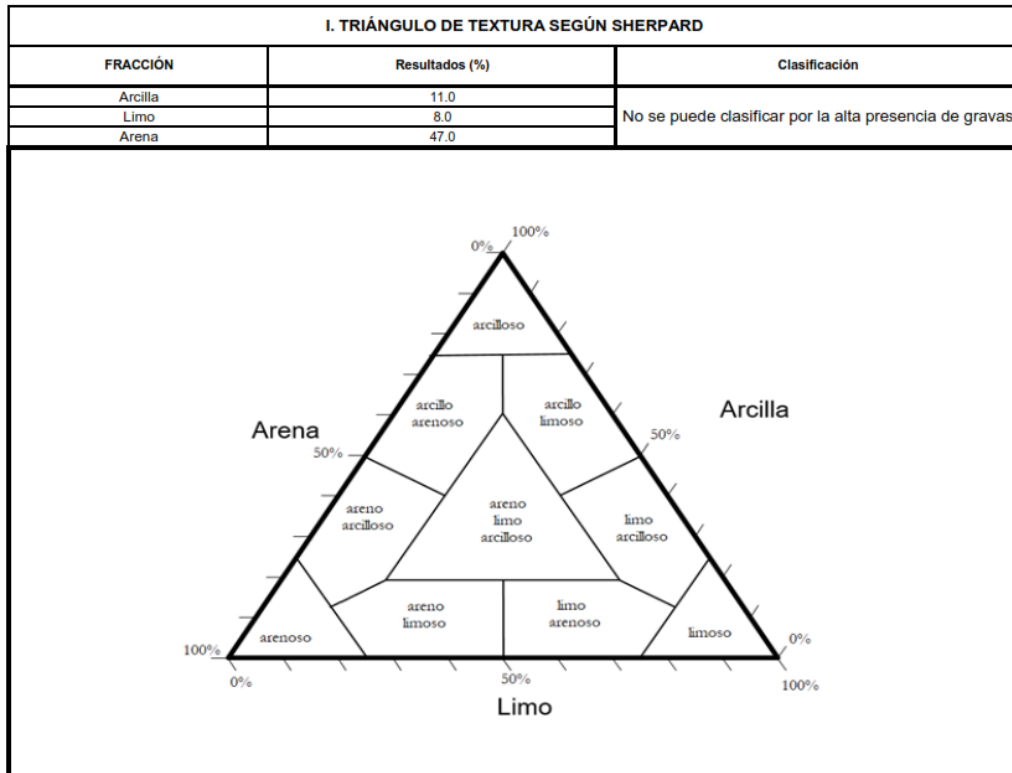 I. TRIÁNGULO DE TEXTURA SEGÚN SHERPARD
FRACCIÓN Resultados (%) Clasificación
Arcilla 11.0
Limo 8.0 No se puede clasificar por la alta presencia de gravas
Arena 47.0
100%
0%
arcilloso
arcillo
arenoso
arcillo
limoso
Arena
Arcilla
50%
50%
areno
arcilloso
areno
limo
arcilloso
limo
arcilloso
areno
limoso
limo
arenoso
arenoso
limoso
100%
0%
0%
50%
100%
Limo